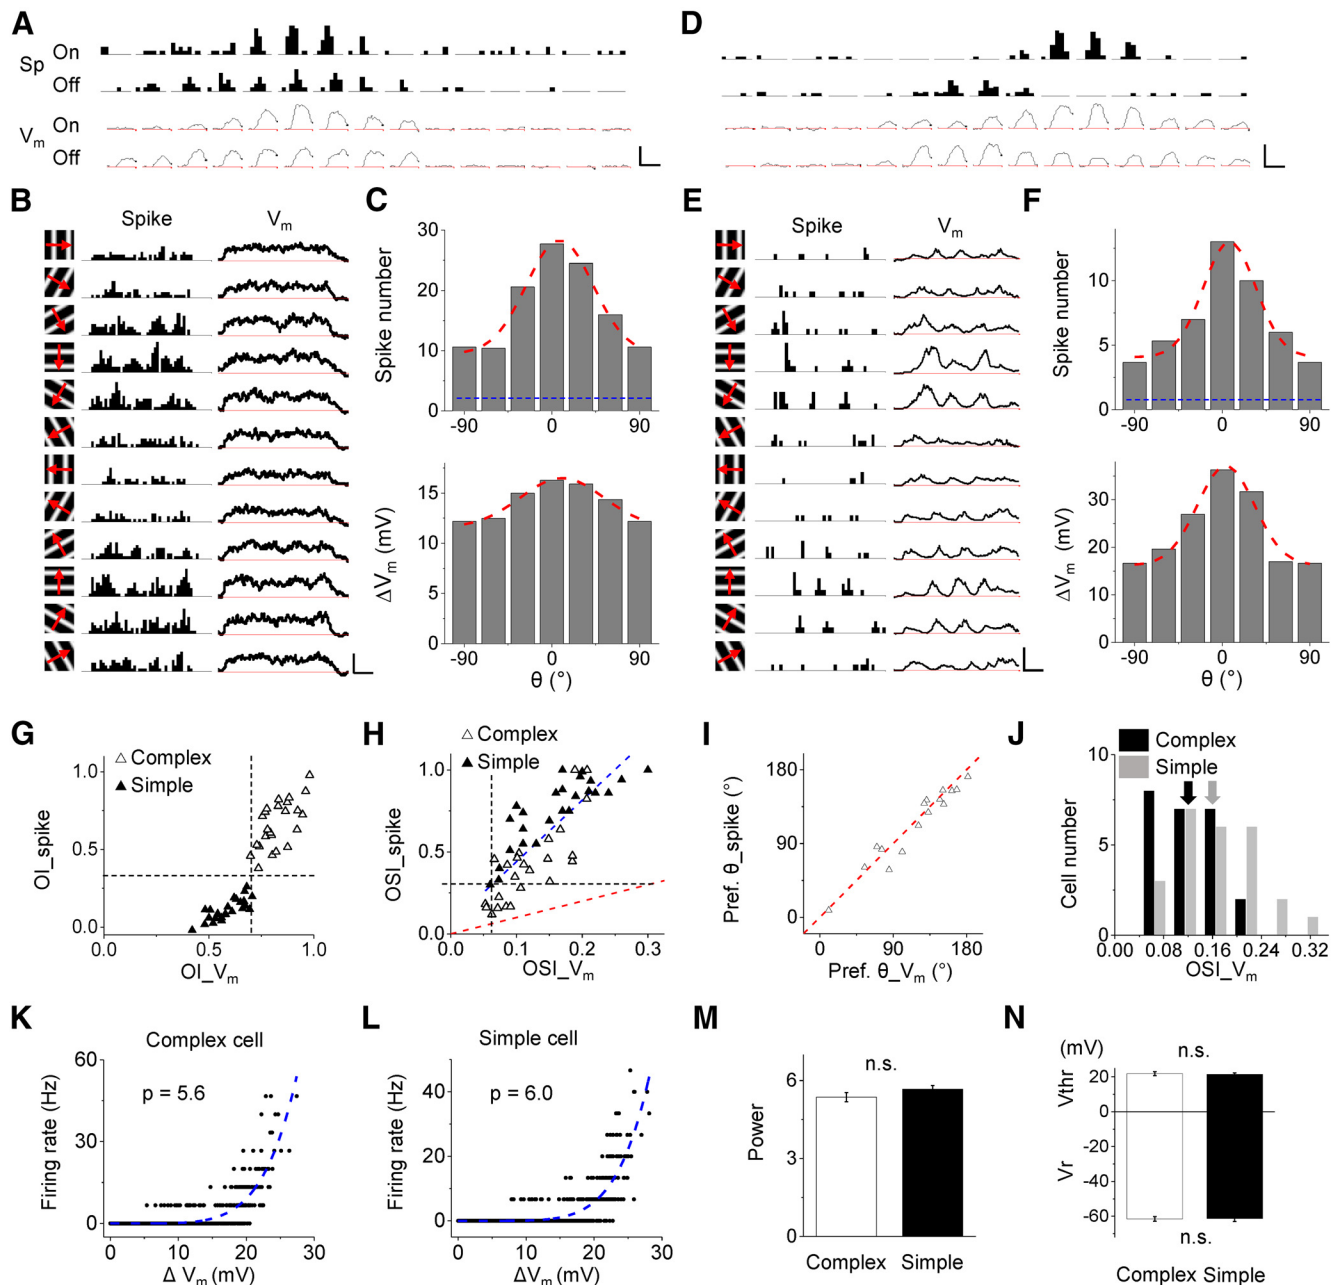 A
Sp
On
Off
V_m
On
Off
D
B
Spike
V_m
C
Spike number
30
20
10
0
-90
0
90
ΔV_m (mV)
15
10
5
0
-90
0
90
θ (°)
E
Spike
V_m
F
Spike number
10
5
0
-90
0
90
ΔV_m (mV)
30
20
10
0
-90
0
90
θ (°)
G
Complex
Simple
OI_spike
1.0
0.5
0.0
0.0
0.5
1.0
OI_V_m
H
Complex
Simple
OSI_spike
1.0
0.5
0.0
0.0
0.1
0.2
0.3
OSI_V_m
I
Pref. θ_spike (°)
180
90
0
0
90
180
Pref. θ_V_m (°)
J
Complex
Simple
Cell number
10
5
0
0.00
0.08
0.16
0.24
0.32
OSI_V_m
K
Complex cell
p = 5.6
Firing rate (Hz)
60
30
0
0
10
20
30
Δ V_m (mV)
L
Simple cell
p = 6.0
Firing rate (Hz)
40
20
0
0
10
20
30
ΔV_m (mV)
M
n.s.
Power
6
3
0
Complex
Simple
N
(mV)
n.s.
Vthr
Vr
20
0
-20
-40
-60
n.s.
Complex Simple